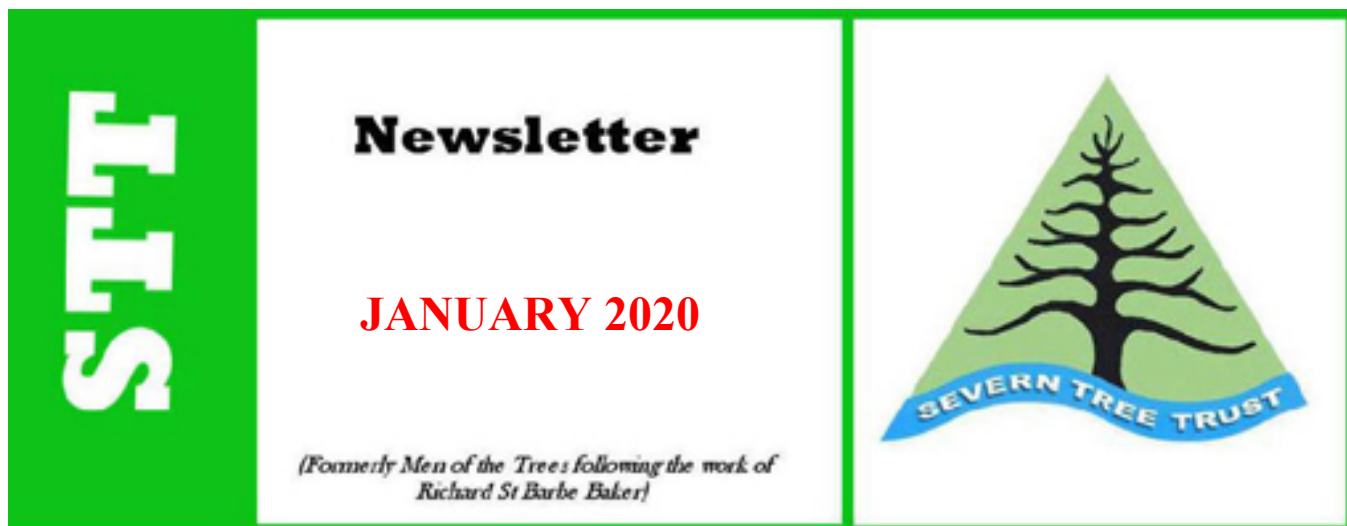 STT
Newsletter
JANUARY 2020
(Formerly Men of the Trees following the work of
Richard St Barbe Baker)
SEVERN TREE TRUST